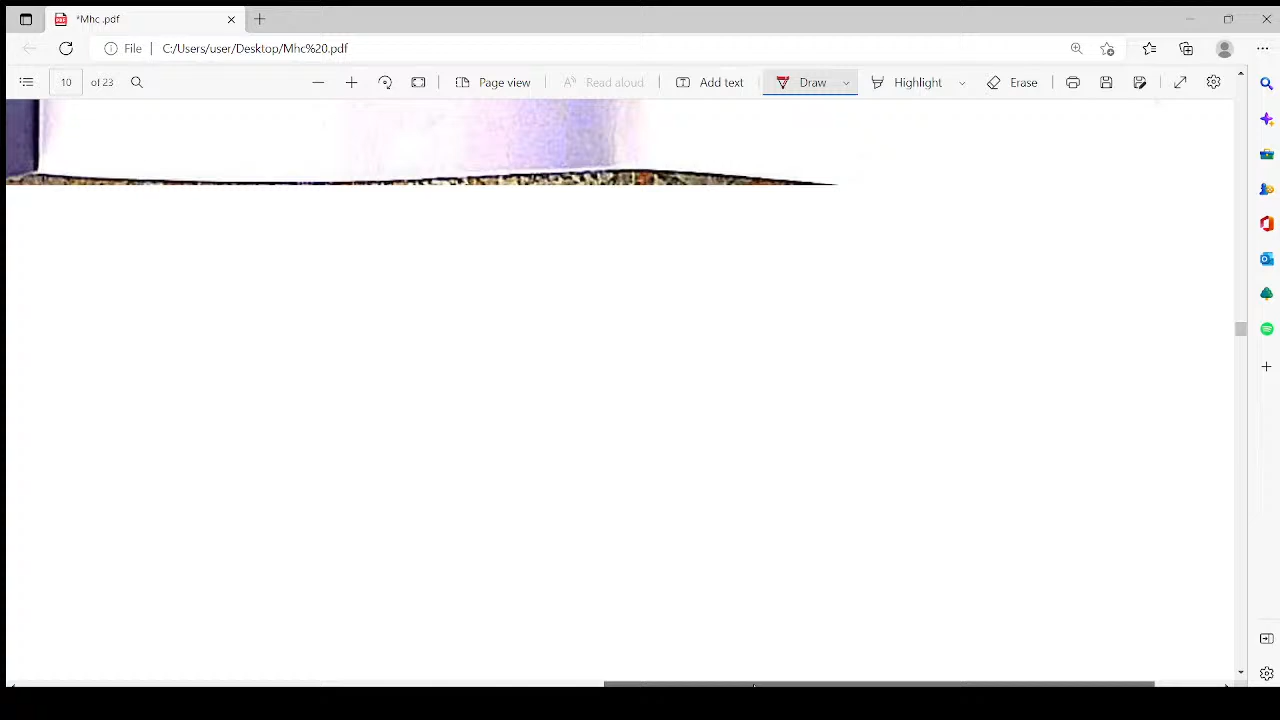 *Mhc .pdf
File
C:/Users/user/Desktop/Mhc%20.pdf
10 of 23
Page view
Read aloud
Add text
Draw
Highlight
Erase